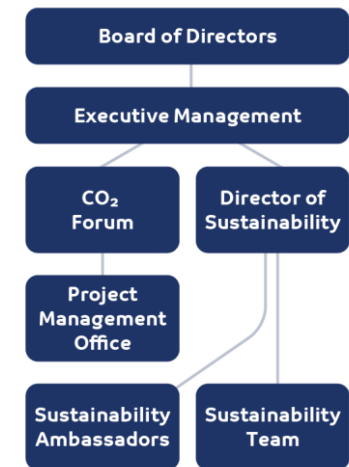 Board of Directors
Executive Management
CO₂
Forum
Director of
Sustainability
Project
Management
Office
Sustainability
Ambassadors
Sustainability
Team